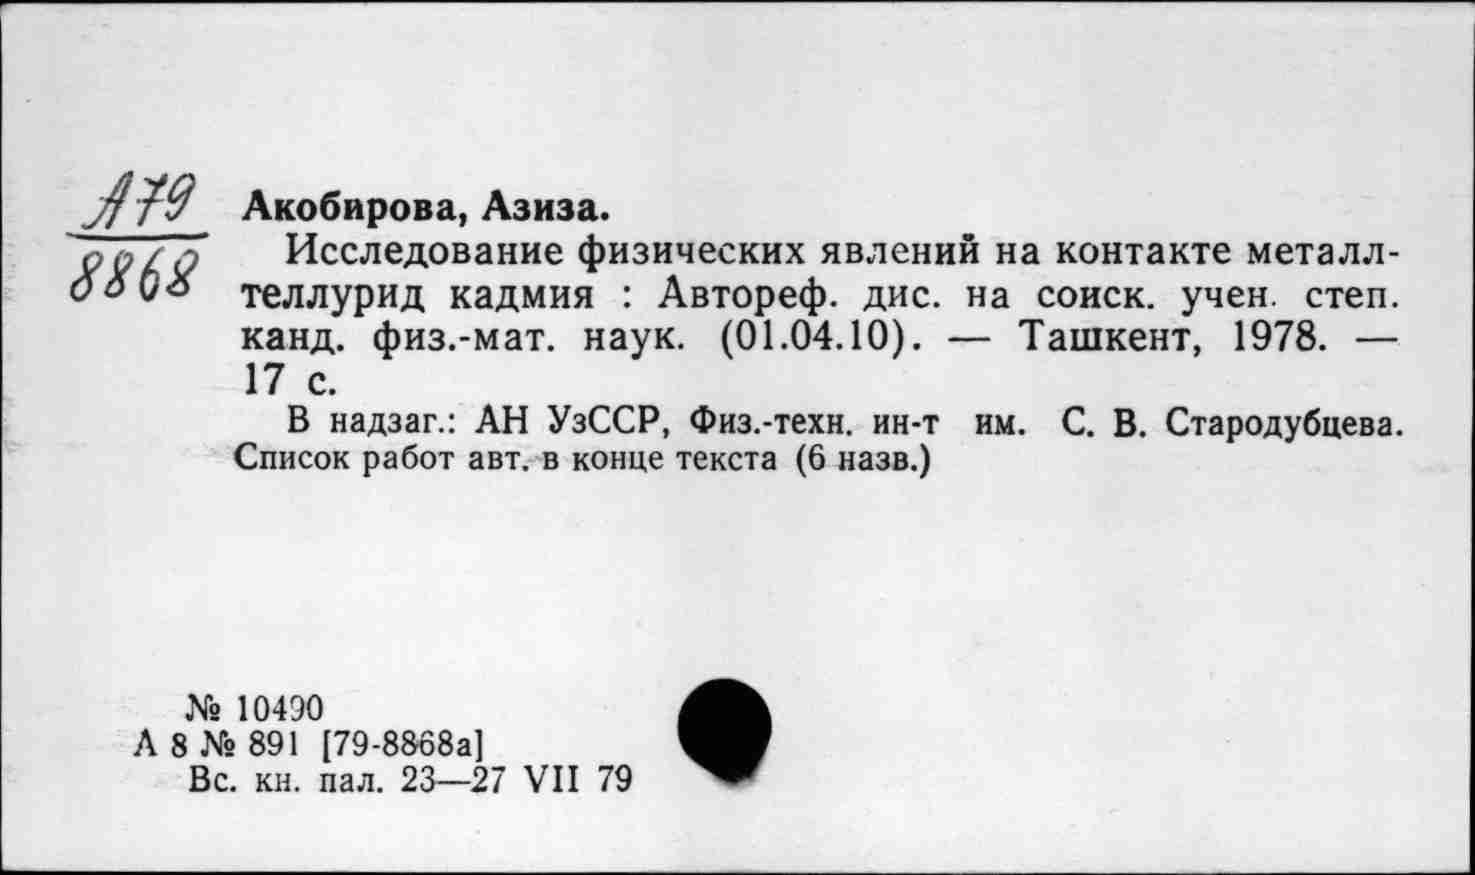 А79
8868
Акобирова, Азиза.
Исследование физических явлений на контакте металл-
теллурид кадмия : Автореф. дис. на соиск. учен. степ.
канд. физ.-мат. наук. (01.04.10). — Ташкент, 1978. —
17 с.
В надзаг.: АН УзССР, Физ.-техн. ин-т им. С. В. Стародубцева.
Список работ авт. в конце текста (6 назв.)
№ 10490
А 8 № 891 [79-8868а]
Вс. кн. пал. 23—27 VII 79